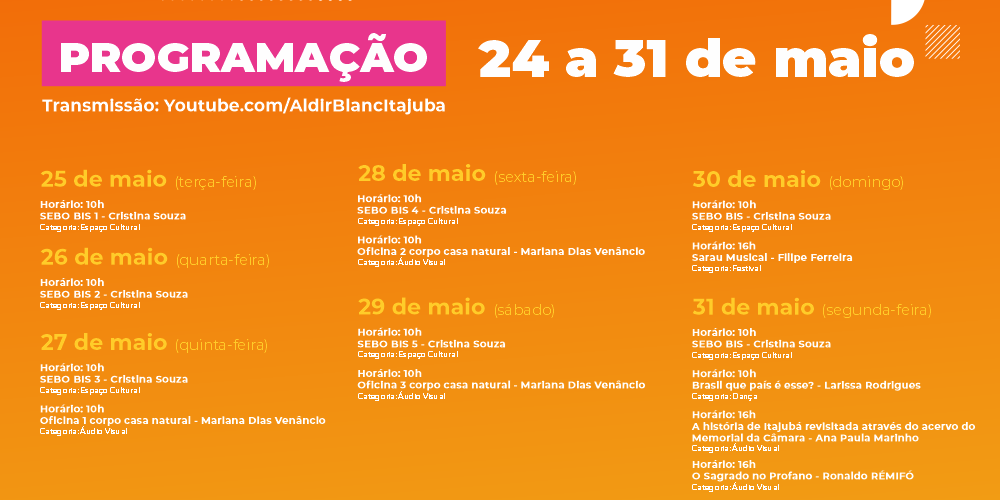 PROGRAMAÇÃO
24 a 31 de maio
Transmissão: Youtube.com/AldirBlancItajuba
25 de maio (terça-feira)
Horário: 10h
SEBO BIS 1 - Cristina Souza
Categoria: Espaço Cultural
26 de maio (quarta-feira)
Horário: 10h
SEBO BIS 2 - Cristina Souza
Categoria: Espaço Cultural
27 de maio (quinta-feira)
Horário: 10h
SEBO BIS 3 - Cristina Souza
Categoria: Espaço Cultural
Horário: 10h
Oficina 1 corpo casa natural - Mariana Dias Venâncio
Categoria: Áudio Visual
28 de maio (sexta-feira)
Horário: 10h
SEBO BIS 4 - Cristina Souza
Categoria: Espaço Cultural
Horário: 10h
Oficina 2 corpo casa natural - Mariana Dias Venâncio
Categoria: Áudio Visual
29 de maio (sábado)
Horário: 10h
SEBO BIS 5 - Cristina Souza
Categoria: Espaço Cultural
Horário: 10h
Oficina 3 corpo casa natural - Mariana Dias Venâncio
Categoria: Áudio Visual
30 de maio (domingo)
Horário: 10h
SEBO BIS - Cristina Souza
Categoria: Espaço Cultural
Horário: 16h
Sarau Musical - Filipe Ferreira
Categoria: Festival
31 de maio (segunda-feira)
Horário: 10h
SEBO BIS - Cristina Souza
Categoria: Espaço Cultural
Horário: 10h
Brasil que país é esse? - Larissa Rodrigues
Categoria: Dança
Horário: 16h
A história de Itajubá revisitada através do acervo do
Memorial da Câmara - Ana Paula Marinho
Categoria: Áudio Visual
Horário: 16h
O Sagrado no Profano - Ronaldo RÉMIFÓ
Categoria: Áudio Visual